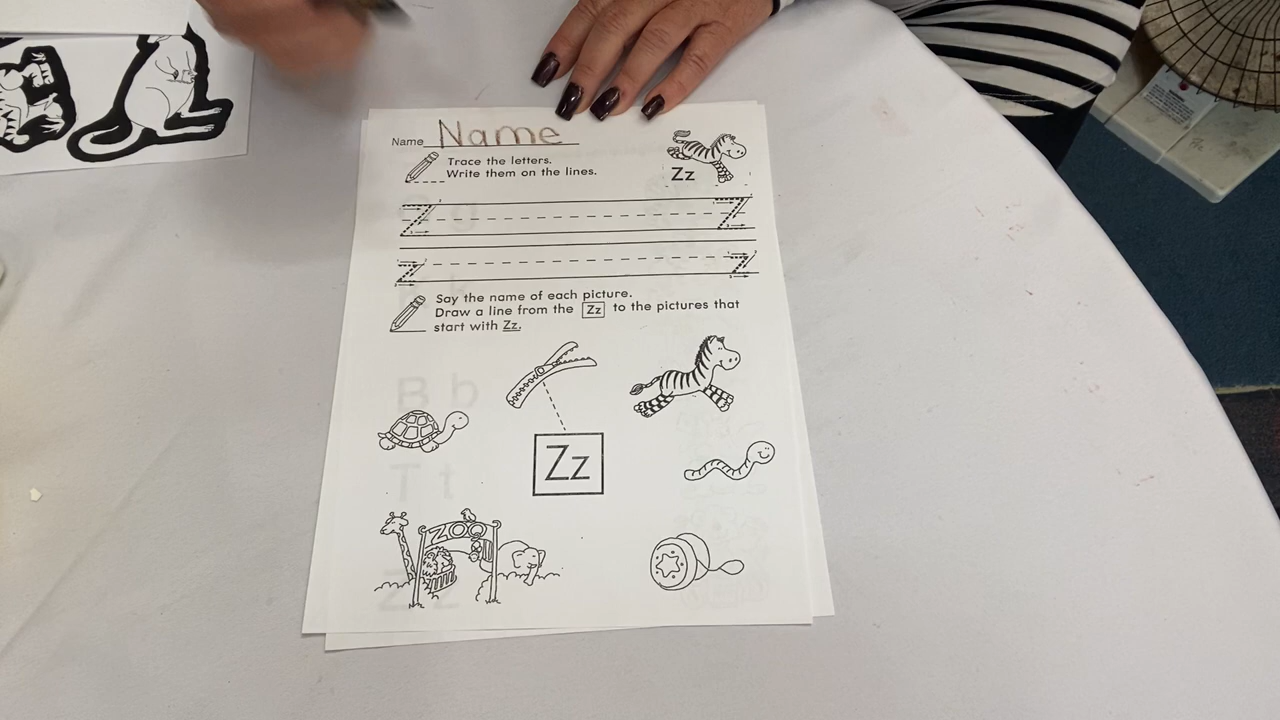 Name Name
Trace the letters.
Write them on the lines.
Zz
Z Z
z z
Say the name of each picture.
Draw a line from the Zz to the pictures that
start with Zz.
B b
Zz
T t
ZOO